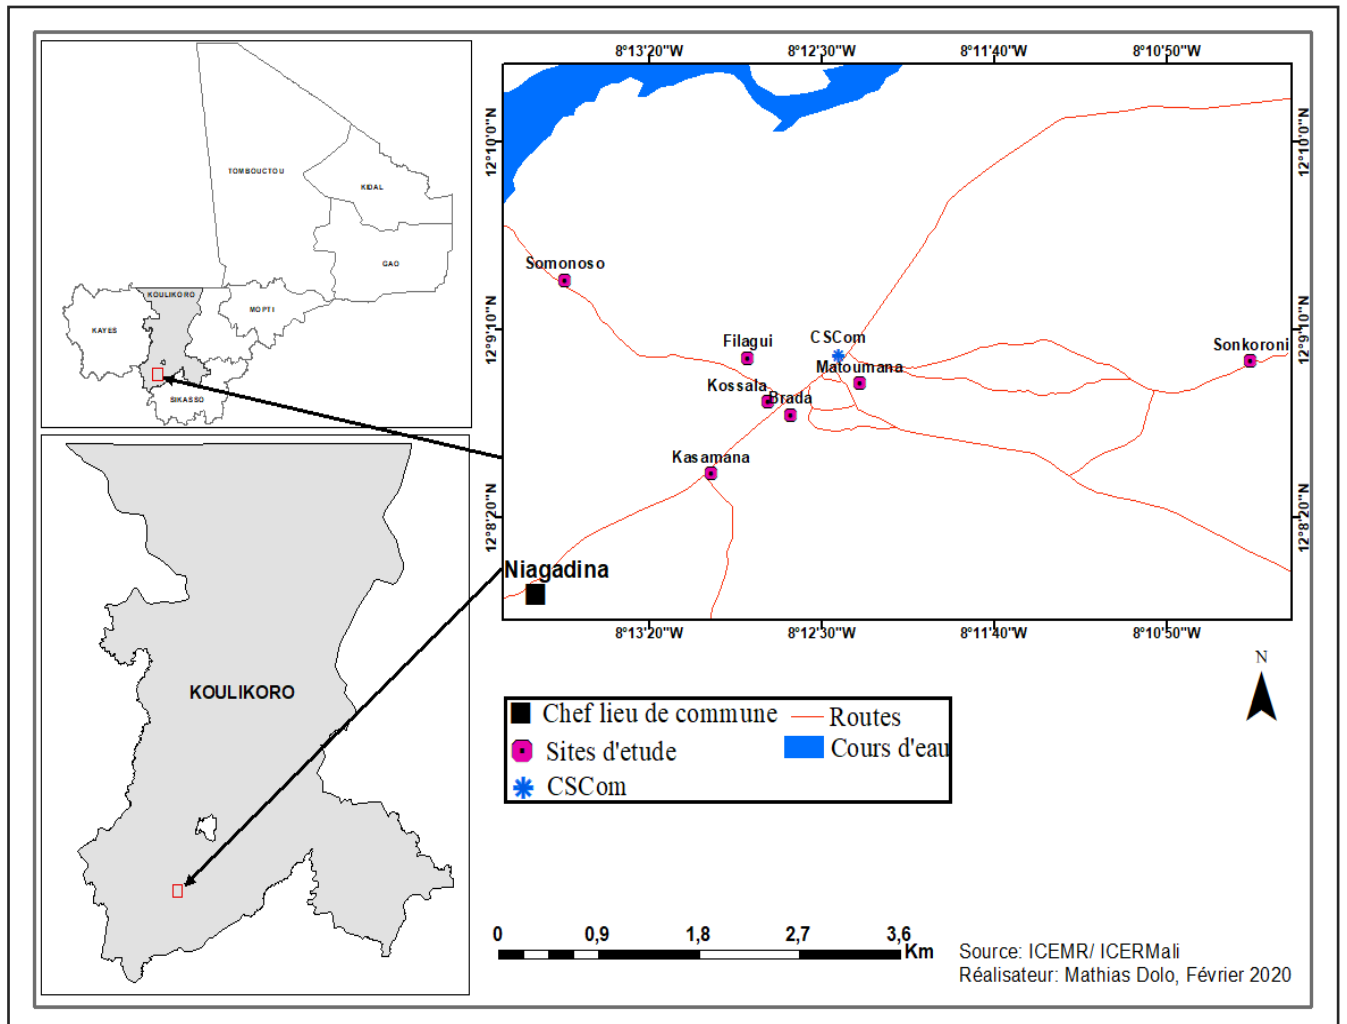 TOMBOUCTOU
KIDAL
GAO
KOULIKORO
MOPTI
KAYES
SIKASSO
KOULIKORO
8°13'20"W 8°12'30"W 8°11'40"W 8°10'50"W
12°10'0"N 12°10'0"N
12°9'10"N 12°9'10"N
12°8'20"N 12°8'20"N
Somonoso
Filagui
CSCom
Matoumana
Sonkoroni
Kossala
Brada
Kasamana
Niagadina
8°13'20"W 8°12'30"W 8°11'40"W 8°10'50"W
N
Chef lieu de commune
Routes
Sites d'etude
Cours d'eau
CSCom
0 0,9 1,8 2,7 3,6
Km
Source: ICEMR/ ICERMali
Réalisateur: Mathias Dolo, Février 2020